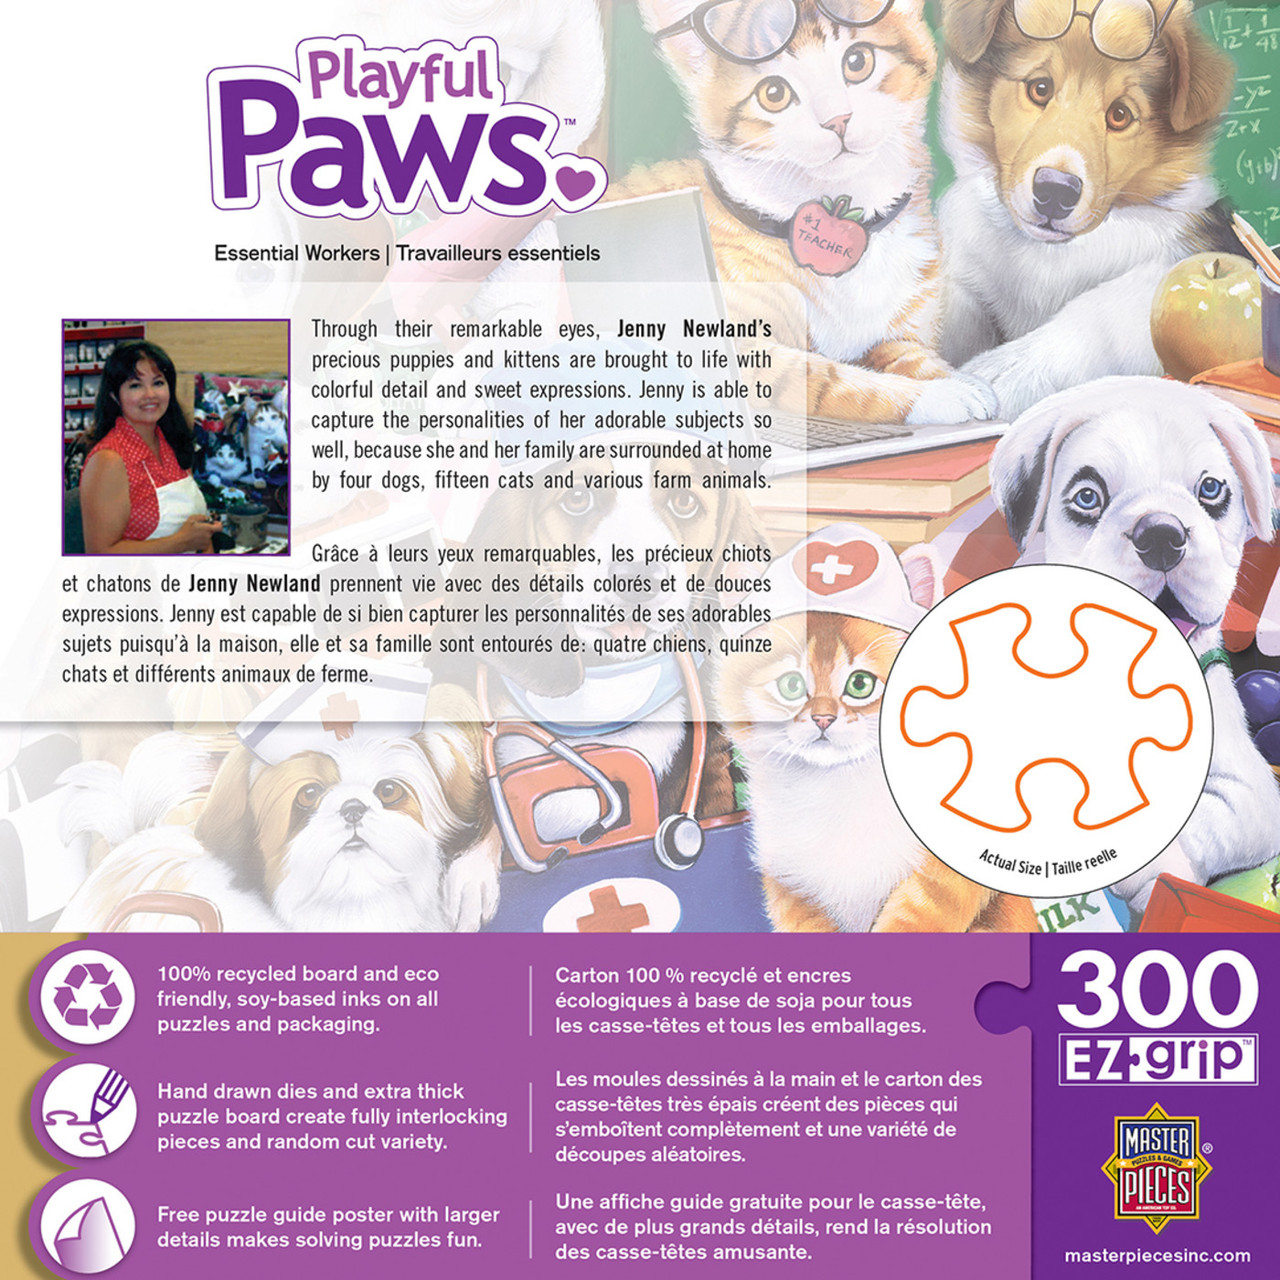 Playful
Paws™
Essential Workers | Travailleurs essentiels
#1
TEACHER
Through their remarkable eyes, Jenny Newland's
precious puppies and kittens are brought to life with
colorful detail and sweet expressions. Jenny is able to
capture the personalities of her adorable subjects so
well, because she and her family are surrounded at home
by four dogs, fifteen cats and various farm animals.
Grâce à leurs yeux remarquables, les précieux chiots
et chatons de Jenny Newland prennent vie avec des détails colorés et de douces
expressions. Jenny est capable de si bien capturer les personnalités de ses adorables
sujets puisqu'à la maison, elle et sa famille sont entourés de: quatre chiens, quinze
chats et différents animaux de ferme.
Actual Size | Taille reelle
100% recycled board and eco
friendly, soy-based inks on all
puzzles and packaging.
Carton 100 % recyclé et encres
écologiques à base de soja pour tous
les casse-têtes et tous les emballages.
Hand drawn dies and extra thick
puzzle board create fully interlocking
pieces and random cut variety.
Les moules dessinés à la main et le carton des
casse-têtes très épais créent des pièces qui
s'emboîtent complètement et une variété de
découpes aléatoires.
Free puzzle guide poster with larger
details makes solving puzzles fun.
Une affiche guide gratuite pour le casse-tête,
avec de plus grands détails, rend la résolution
des casse-têtes amusante.
300
EZ grip™
MASTER
PUZZLES & GAMES
PIECES
®
masterpiecesinc.com